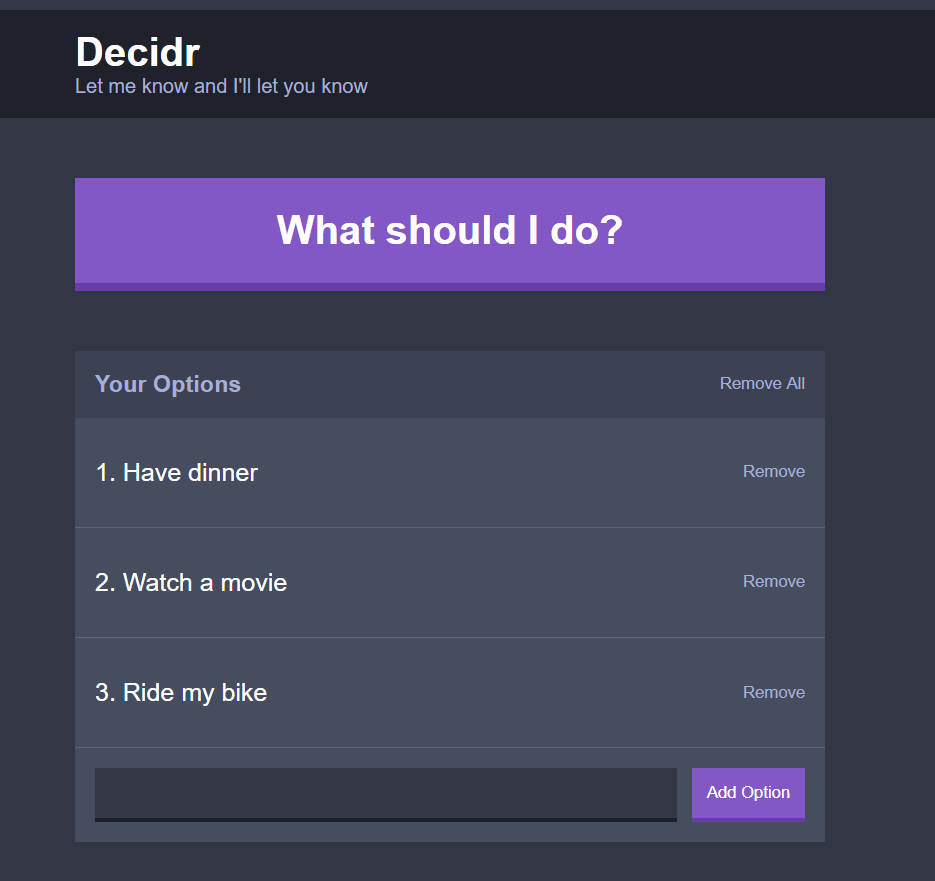 Decidr
Let me know and I'll let you know
What should I do?
Your Options Remove All
1. Have dinner Remove
2. Watch a movie Remove
3. Ride my bike Remove
Add Option